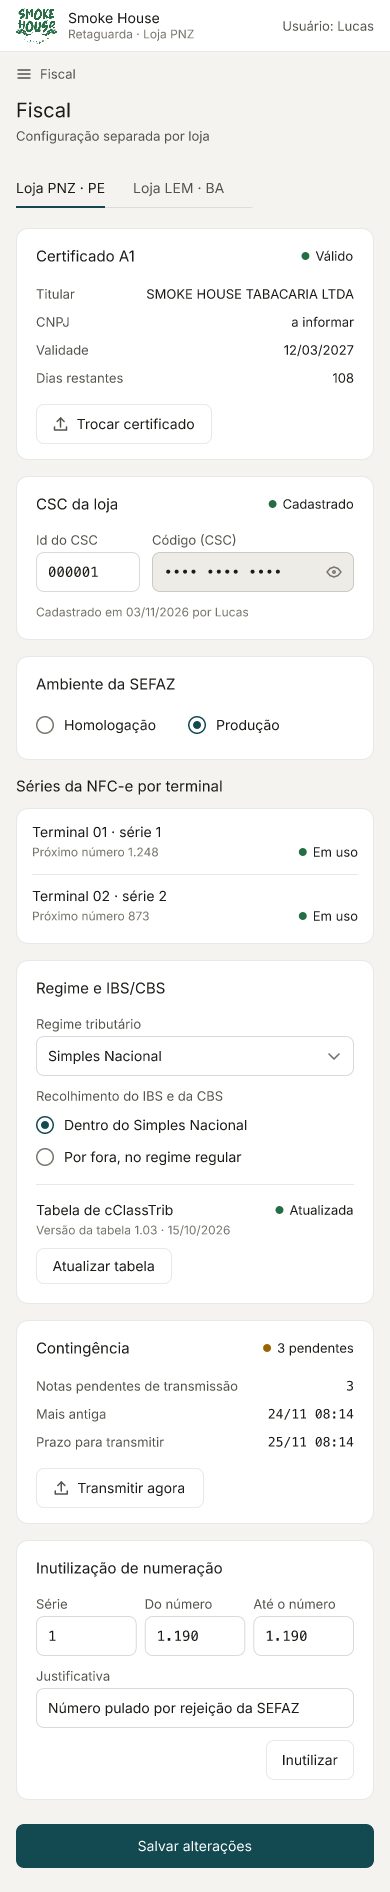 SMOKE
HOUSE
Smoke House
Retaguarda · Loja PNZ
Usuário: Lucas
Fiscal
Fiscal
Configuração separada por loja
Loja PNZ · PE
Loja LEM · BA
Certificado A1
Válido
Titular
SMOKE HOUSE TABACARIA LTDA
CNPJ
a informar
Validade
12/03/2027
Dias restantes
108
Trocar certificado
CSC da loja
Cadastrado
Id do CSC
Código (CSC)
000001
•••• •••• ••••
Cadastrado em 03/11/2026 por Lucas
Ambiente da SEFAZ
Homologação
Produção
Séries da NFC-e por terminal
Terminal 01 · série 1
Próximo número 1.248
Em uso
Terminal 02 · série 2
Próximo número 873
Em uso
Regime e IBS/CBS
Regime tributário
Simples Nacional
Recolhimento do IBS e da CBS
Dentro do Simples Nacional
Por fora, no regime regular
Tabela de cClassTrib
Atualizada
Versão da tabela 1.03 · 15/10/2026
Atualizar tabela
Contingência
3 pendentes
Notas pendentes de transmissão
3
Mais antiga
24/11 08:14
Prazo para transmitir
25/11 08:14
Transmitir agora
Inutilização de numeração
Série
Do número
Até o número
1
1.190
1.190
Justificativa
Número pulado por rejeição da SEFAZ
Inutilizar
Salvar alterações